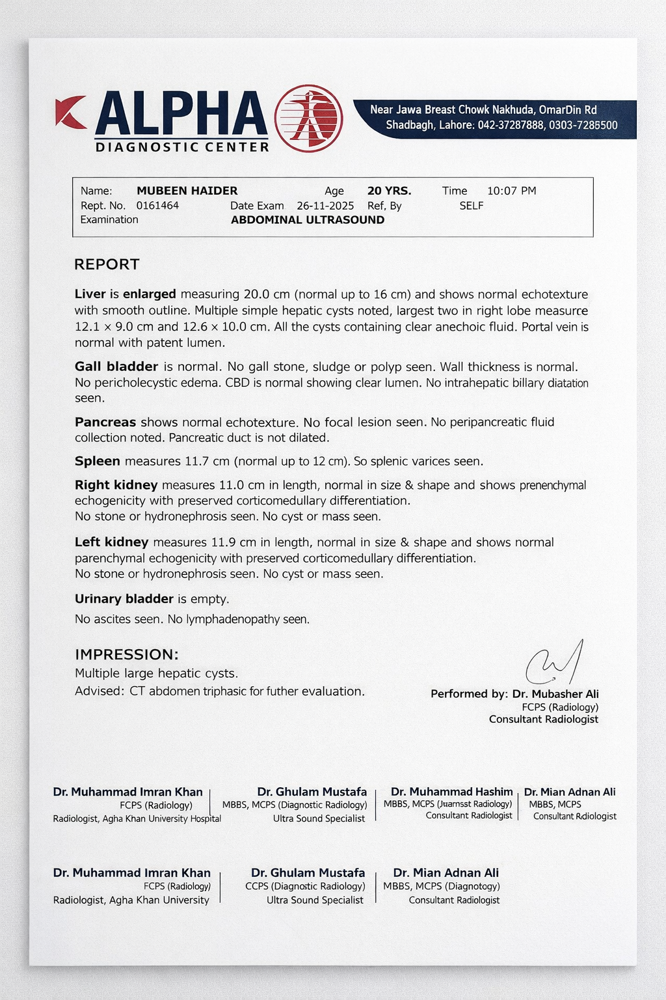 ALPHA
DIAGNOSTIC CENTER
Near Jawa Breast Chowk Nakhuda, OmarDin Rd
Shadbagh, Lahore: 042-37287888, 0303-7285500
Name: MUBEEN HAIDER Age 20 YRS. Time 10:07 PM
Rept. No. 0161464 Date Exam 26-11-2025 Ref, By SELF
Examination ABDOMINAL ULTRASOUND
REPORT
Liver is enlarged measuring 20.0 cm (normal up to 16 cm) and shows normal echotexture
with smooth outline. Multiple simple hepatic cysts noted, largest two in right lobe measurce
12.1 × 9.0 cm and 12.6 × 10.0 cm. All the cysts containing clear anechoic fluid. Portal vein is
normal with patent lumen.
Gall bladder is normal. No gall stone, sludge or polyp seen. Wall thickness is normal.
No pericholecystic edema. CBD is normal showing clear lumen. No intrahepatic billary diatation
seen.
Pancreas shows normal echotexture. No focal lesion seen. No peripancreatic fluid
collection noted. Pancreatic duct is not dilated.
Spleen measures 11.7 cm (normal up to 12 cm). So splenic varices seen.
Right kidney measures 11.0 cm in length, normal in size & shape and shows prenenchymal
echogenicity with preserved corticomedullary differentiation.
No stone or hydronephrosis seen. No cyst or mass seen.
Left kidney measures 11.9 cm in length, normal in size & shape and shows normal
parenchymal echogenicity with preserved corticomedullary differentiation.
No stone or hydronephrosis seen. No cyst or mass seen.
Urinary bladder is empty.
No ascites seen. No lymphadenopathy seen.
IMPRESSION:
Multiple large hepatic cysts.
Advised: CT abdomen triphasic for futher evaluation.
Performed by: Dr. Mubasher Ali
FCPS (Radiology)
Consultant Radiologist
Dr. Muhammad Imran Khan Dr. Ghulam Mustafa Dr. Muhammad Hashim Dr. Mian Adnan Ali
FCPS (Radiology) MBBS, MCPS (Diagnostic Radiology) MBBS, MCPS (Radiology) MBBS, MCPS
Radiologist, Agha Khan University Hospital Ultra Sound Specialist Consultant Radiologist Consultant Radiologist
Dr. Muhammad Imran Khan Dr. Ghulam Mustafa Dr. Mian Adnan Ali
FCPS (Radiology) CCPS (Diagnostic Radiology) MBBS, MCPS (Diagnotogy)
Radiologist, Agha Khan University Ultra Sound Specialist Consultant Radiologist